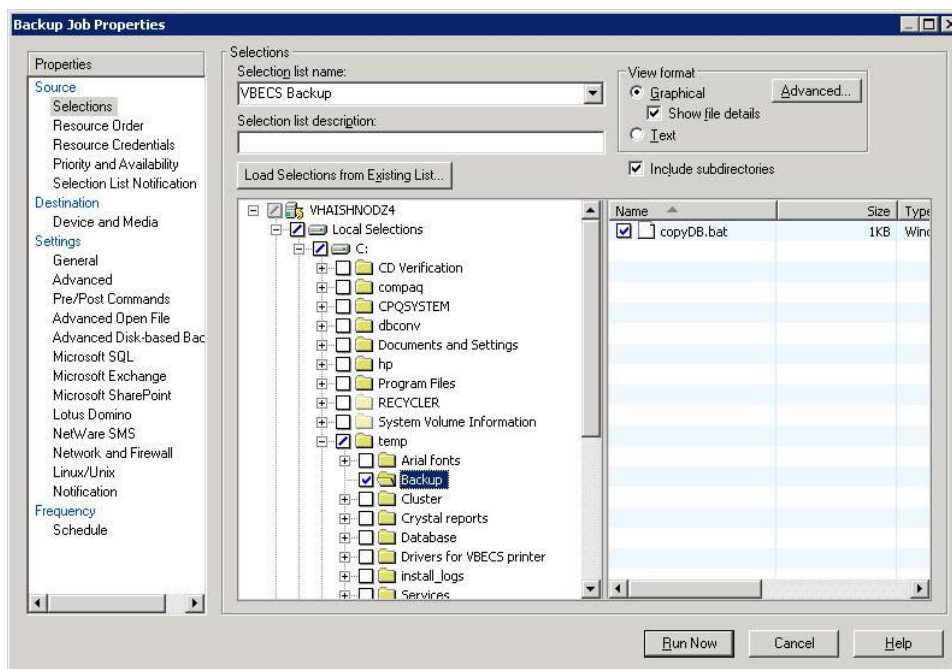 Backup Job Properties
Properties
Source
Selections
Resource Order
Resource Credentials
Priority and Availability
Selection List Notification
Destination
Device and Media
Settings
General
Advanced
Pre/Post Commands
Advanced Open File
Advanced Disk-based Bac
Microsoft SQL
Microsoft Exchange
Microsoft SharePoint
Lotus Domino
NetWare SMS
Network and Firewall
Linux/Unix
Notification
Frequency
Schedule
Selections
Selection list name:
VBECS Backup
Selection list description:
Load Selections from Existing List...
View format
Graphical
Advanced...
Show file details
Text
Include subdirectories
VHAISHNODZ4
Local Selections
C:
CD Verification
compaq
CPQSYSTEM
dbconv
Documents and Settings
hp
Program Files
RECYCLER
System Volume Information
temp
Arial fonts
Backup
Cluster
Crystal reports
Database
Drivers for VBECS printer
install_logs
Services
Name Size Type
copyDB.bat 1KB Winc
Run Now Cancel Help